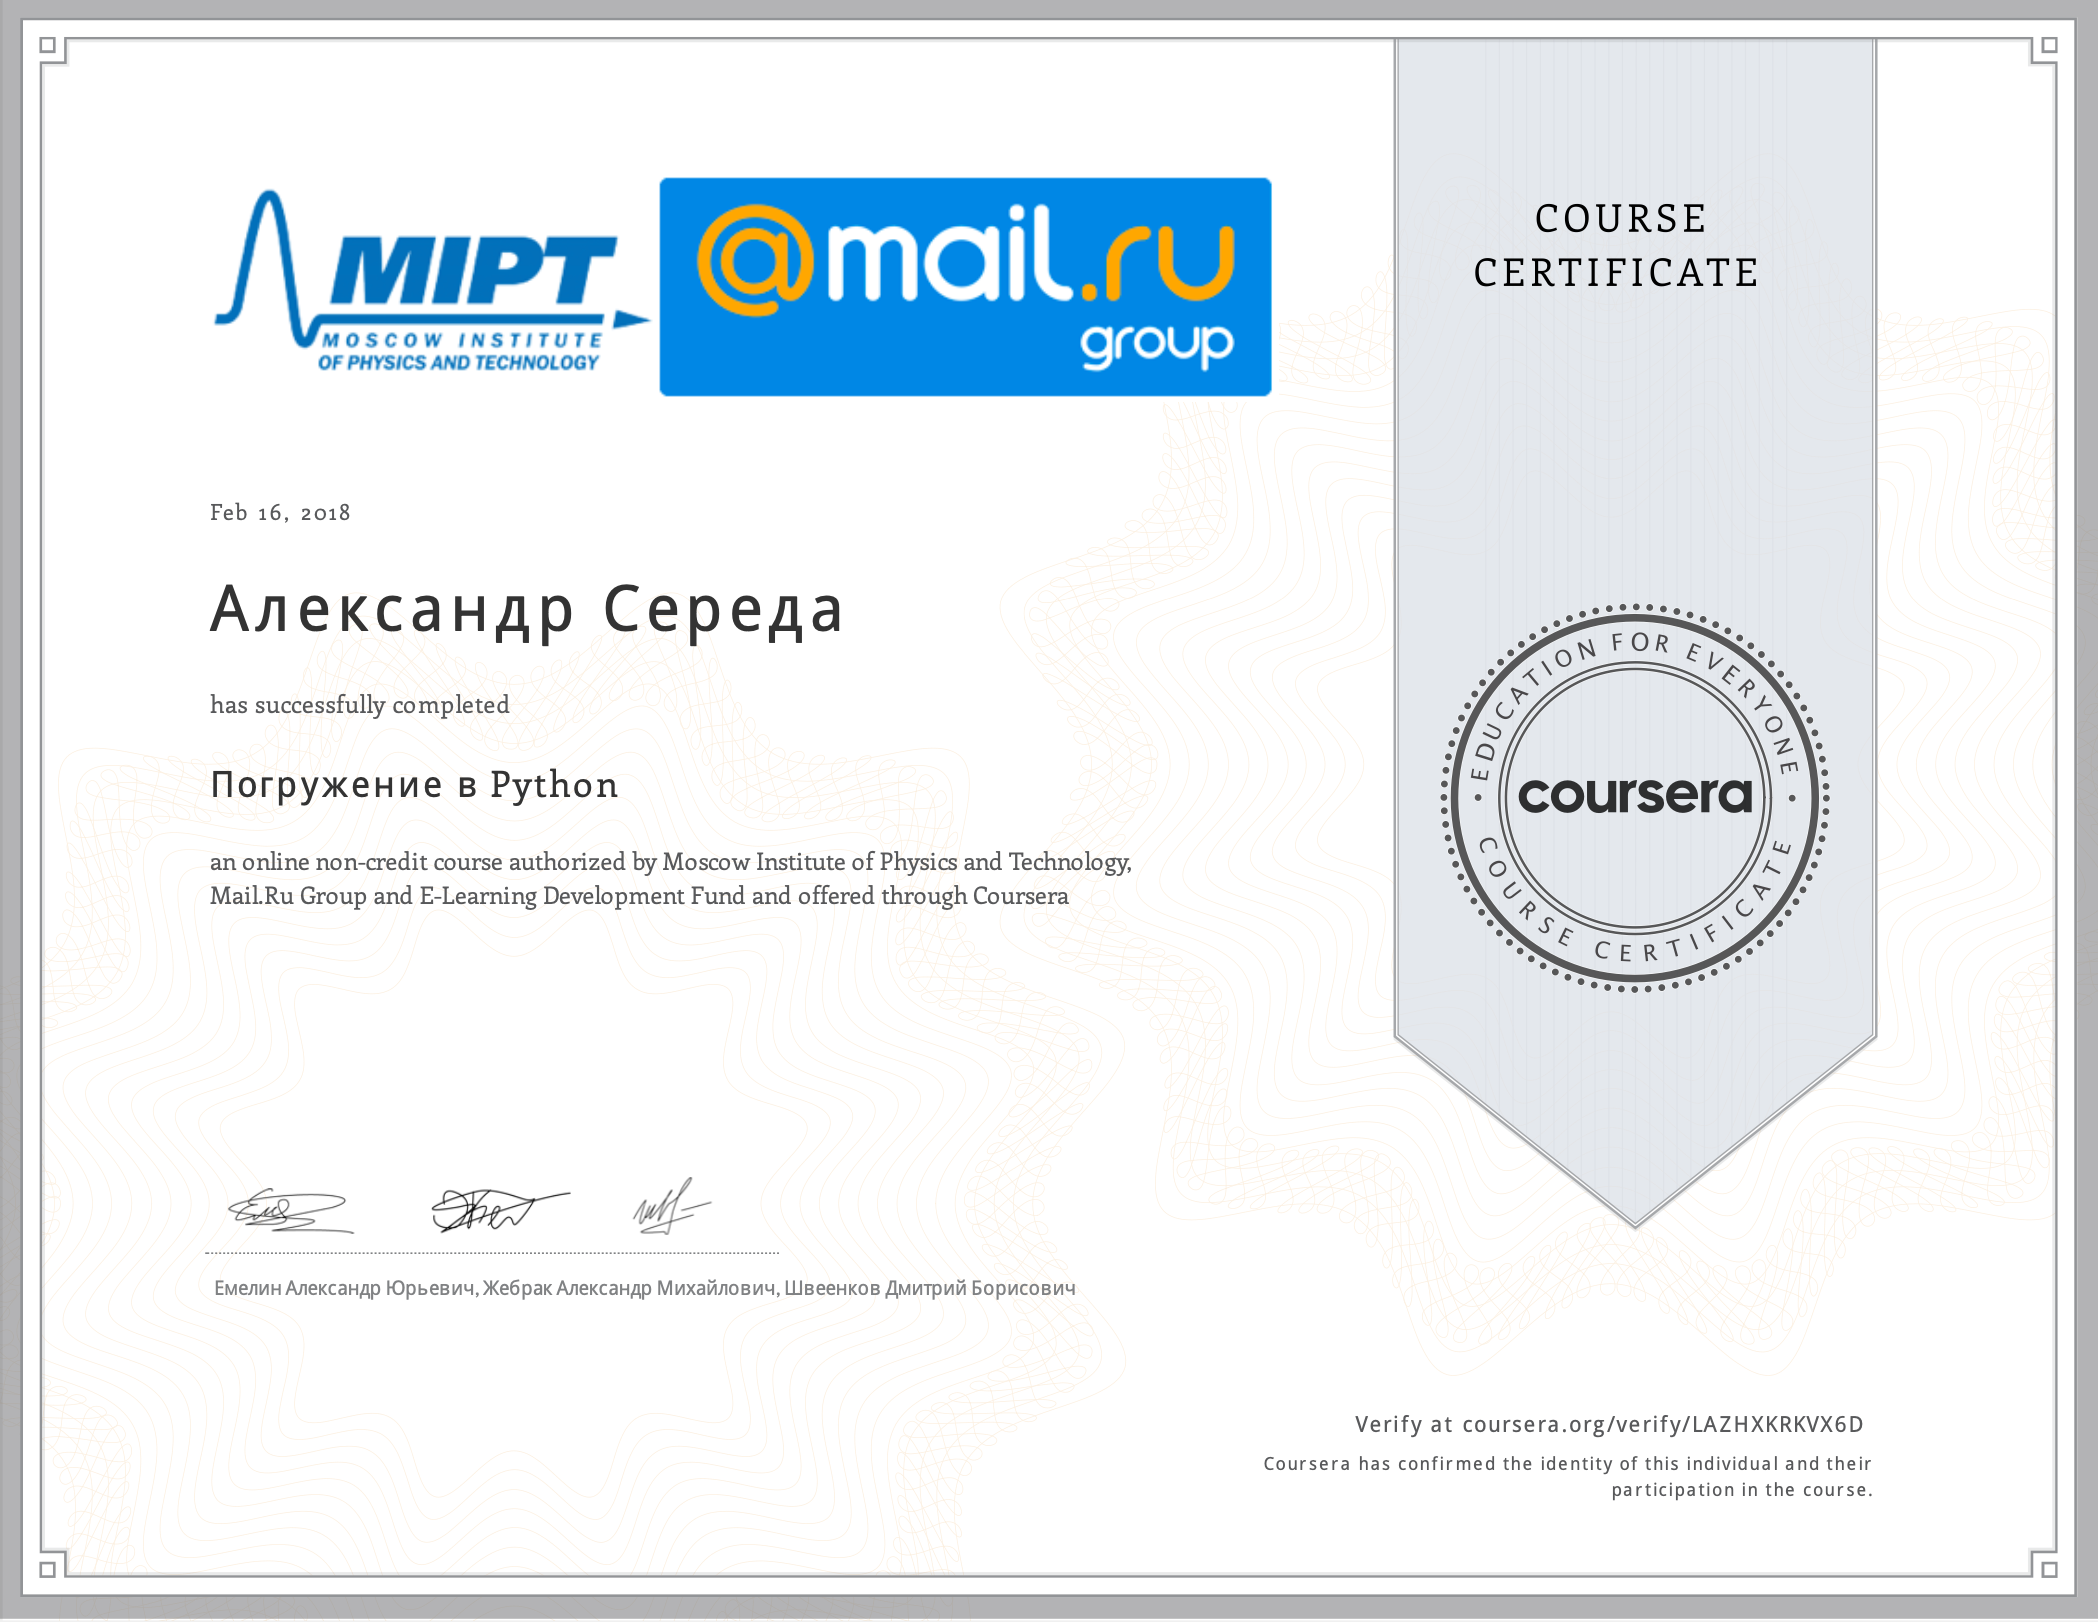 MIPT
MOSCOW INSTITUTE
OF PHYSICS AND TECHNOLOGY
@mail.ru
group
COURSE
CERTIFICATE
Feb 16, 2018
Александр Середа
has successfully completed
Погружение в Python
an online non-credit course authorized by Moscow Institute of Physics and Technology,
Mail.Ru Group and E-Learning Development Fund and offered through Coursera
EDUCATION FOR EVERYONE
coursera
COURSE CERTIFICATE
Емелин Александр Юрьевич, Жебрак Александр Михайлович, Швеенков Дмитрий Борисович
Verify at coursera.org/verify/LAZHXKRKVX6D
Coursera has confirmed the identity of this individual and their
participation in the course.